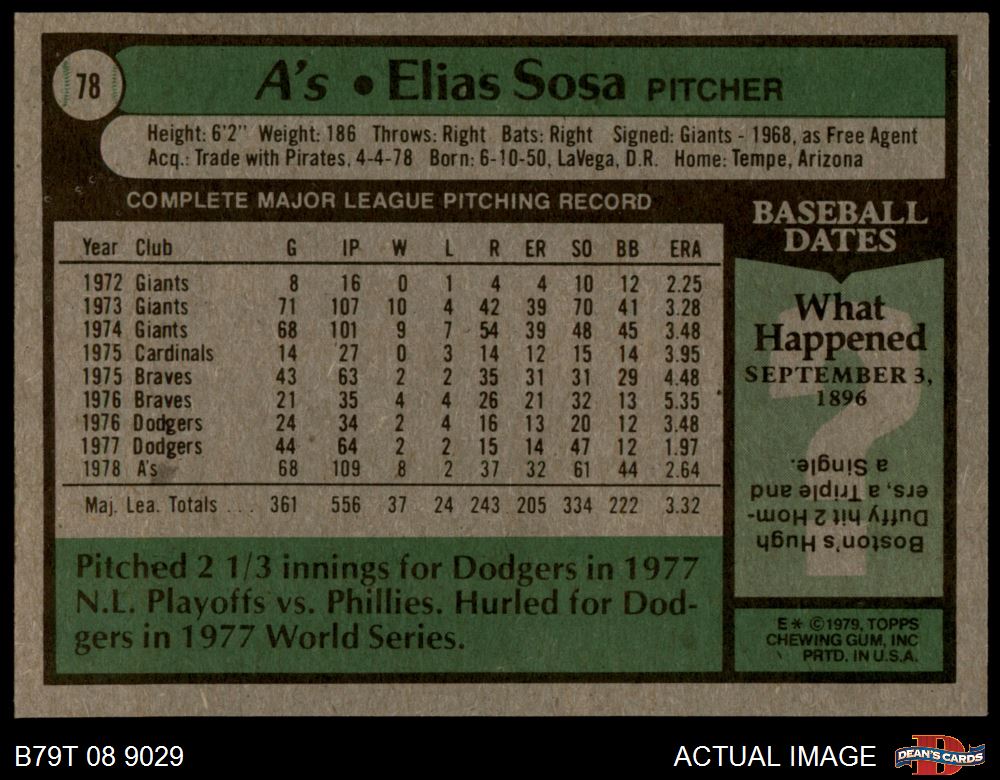 78
A's • Elias Sosa PITCHER
Height: 6'2" Weight: 186 Throws: Right Bats: Right Signed: Giants - 1968, as Free Agent
Acq.: Trade with Pirates, 4-4-78 Born: 6-10-50, LaVega, D.R. Home: Tempe, Arizona
COMPLETE MAJOR LEAGUE PITCHING RECORD
Year Club G IP W L R ER SO BB ERA
1972 Giants 8 16 0 1 4 4 10 12 2.25
1973 Giants 71 107 10 4 42 39 70 41 3.28
1974 Giants 68 101 9 7 54 39 48 45 3.48
1975 Cardinals 14 27 0 3 14 12 15 14 3.95
1975 Braves 43 63 2 2 35 31 31 29 4.48
1976 Braves 21 35 4 4 26 21 32 13 5.35
1976 Dodgers 24 34 2 4 16 13 20 12 3.48
1977 Dodgers 44 64 2 2 15 14 47 12 1.97
1978 A's 68 109 8 2 37 32 61 44 2.64
Maj. Lea. Totals ... 361 556 37 24 243 205 334 222 3.32
Pitched 2 1/3 innings for Dodgers in 1977
N.L. Playoffs vs. Phillies. Hurled for Dod-
gers in 1977 World Series.
BASEBALL
DATES
What
Happened
SEPTEMBER 3,
1896
?
Boston's Hugh
Duffy hit 2 Hom-
ers, a Triple and
a Single.
E* ©1979, TOPPS
CHEWING GUM, INC
PRTD. IN U.S.A.
B79T 08 9029
ACTUAL IMAGE
D
DEAN'S CARDS